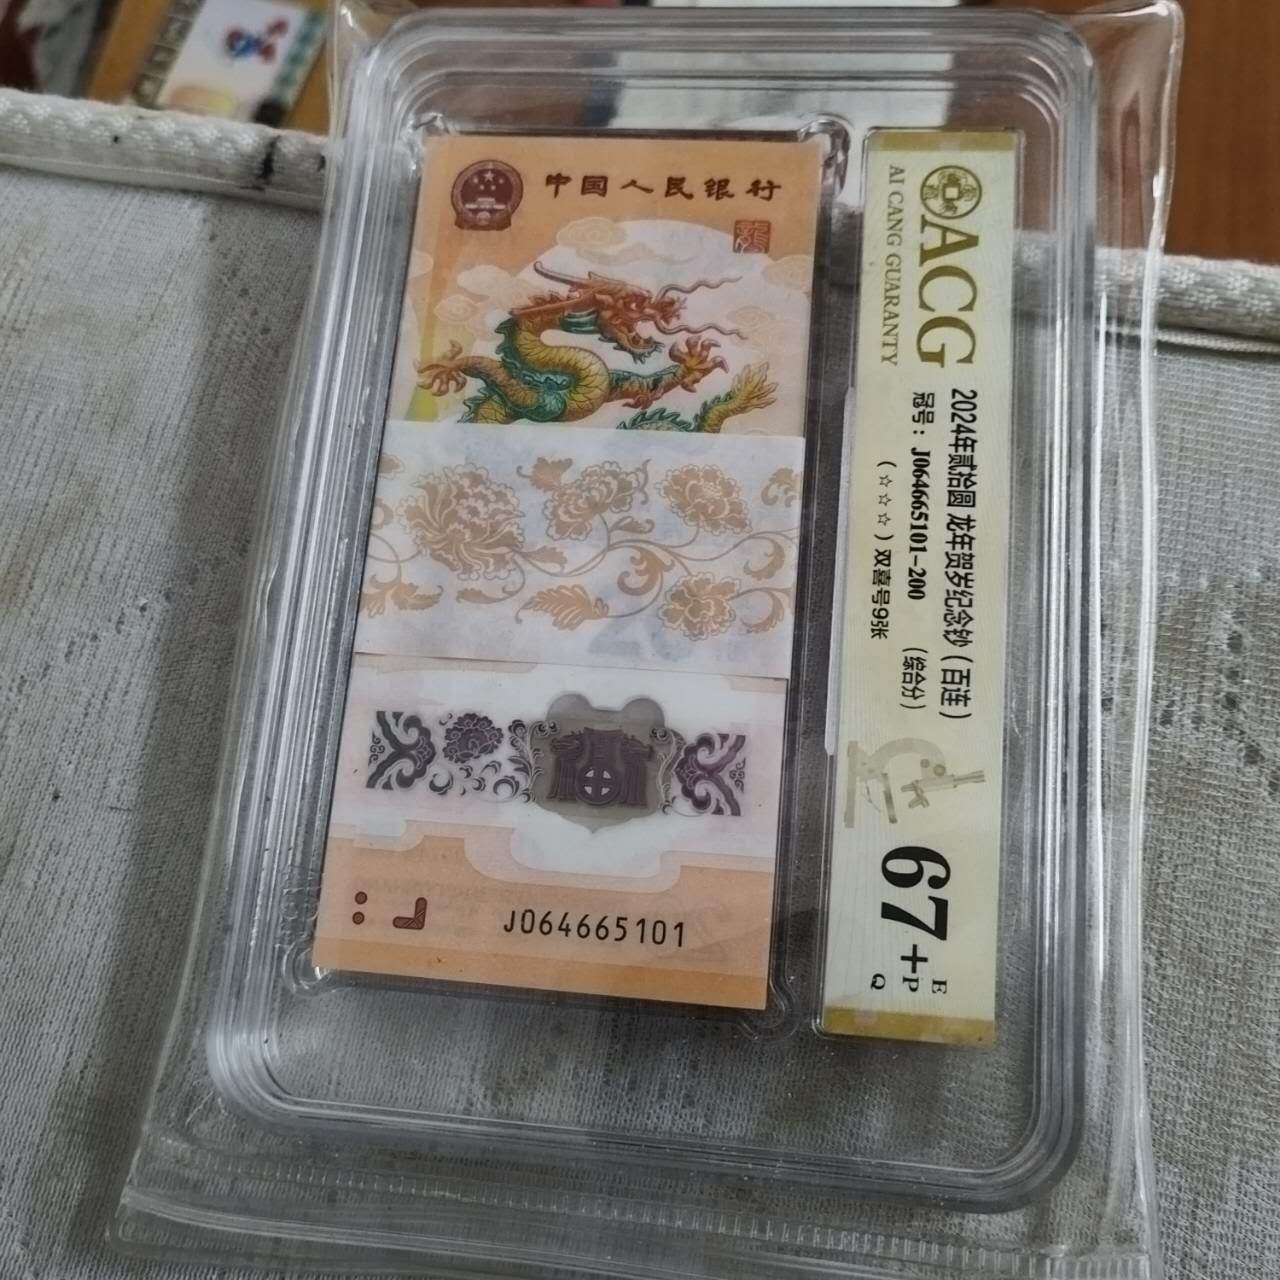 中国人民银行
龍
J064665101
ACG
AI CANG GUARANTY
2024年贰拾圆 龙年贺岁纪念钞（百连）
冠号：J064665101-200 （综合分）
（☆☆☆）双喜号9张
67+
E
P
Q